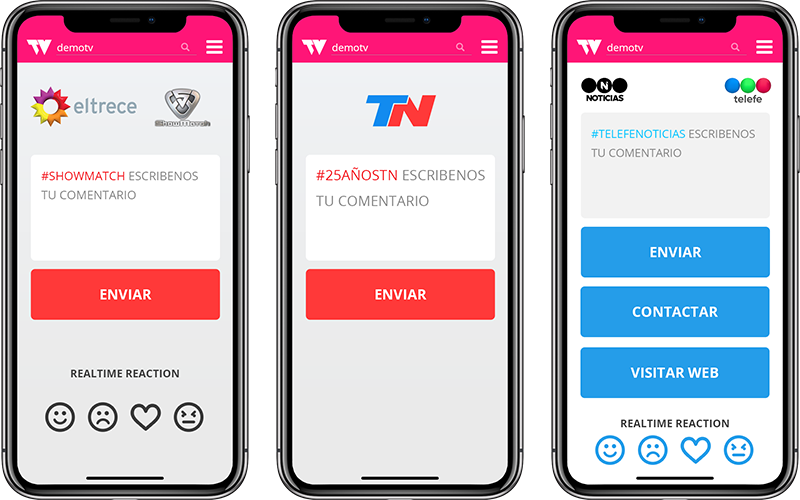 demotv
eltrece
ShowMatch
#SHOWMATCH ESCRIBENOS
TU COMENTARIO
ENVIAR
REALTIME REACTION
demotv
TN
#25AÑOSTN ESCRIBENOS
TU COMENTARIO
ENVIAR
demotv
N
NOTICIAS
telefe
#TELEFENOTICIAS ESCRIBENOS
TU COMENTARIO
ENVIAR
CONTACTAR
VISITAR WEB
REALTIME REACTION